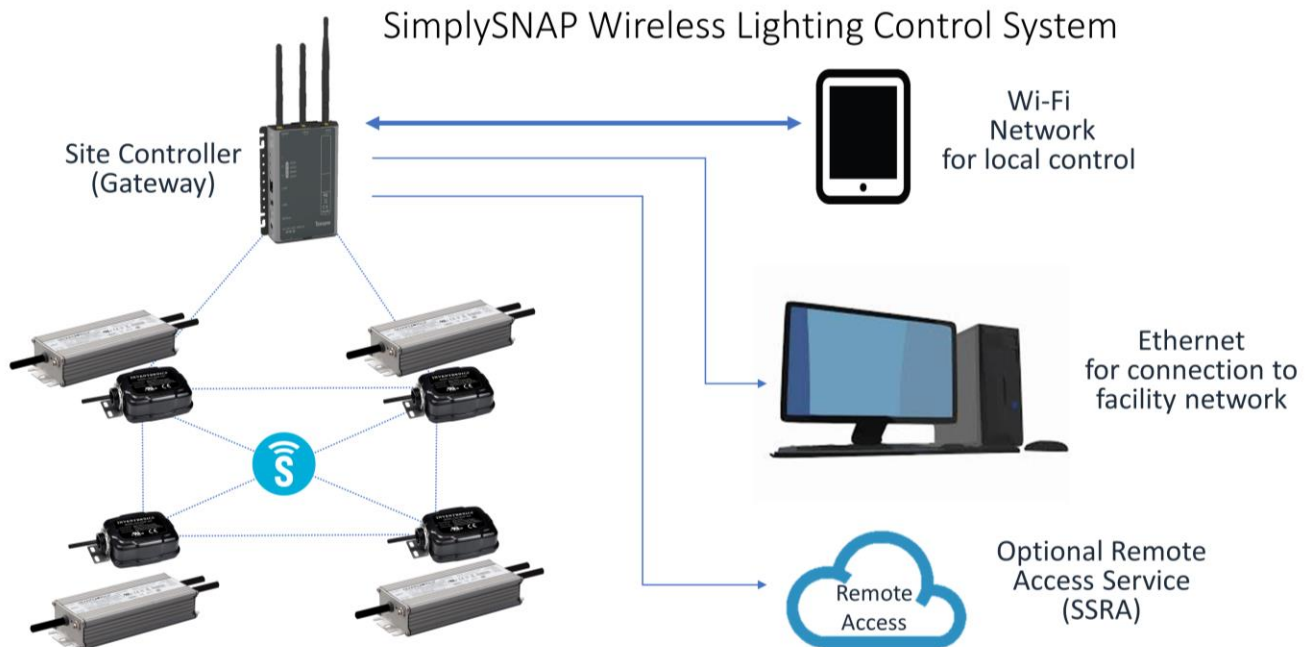 SimplySNAP Wireless Lighting Control System
Site Controller
(Gateway)
Wi-Fi
Network
for local control
Ethernet
for connection to
facility network
S
Optional Remote
Access Service
(SSRA)
Remote
Access